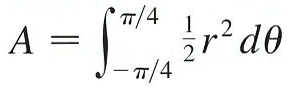 A = ∫_{-π/4}^{π/4} ½ r² dθ